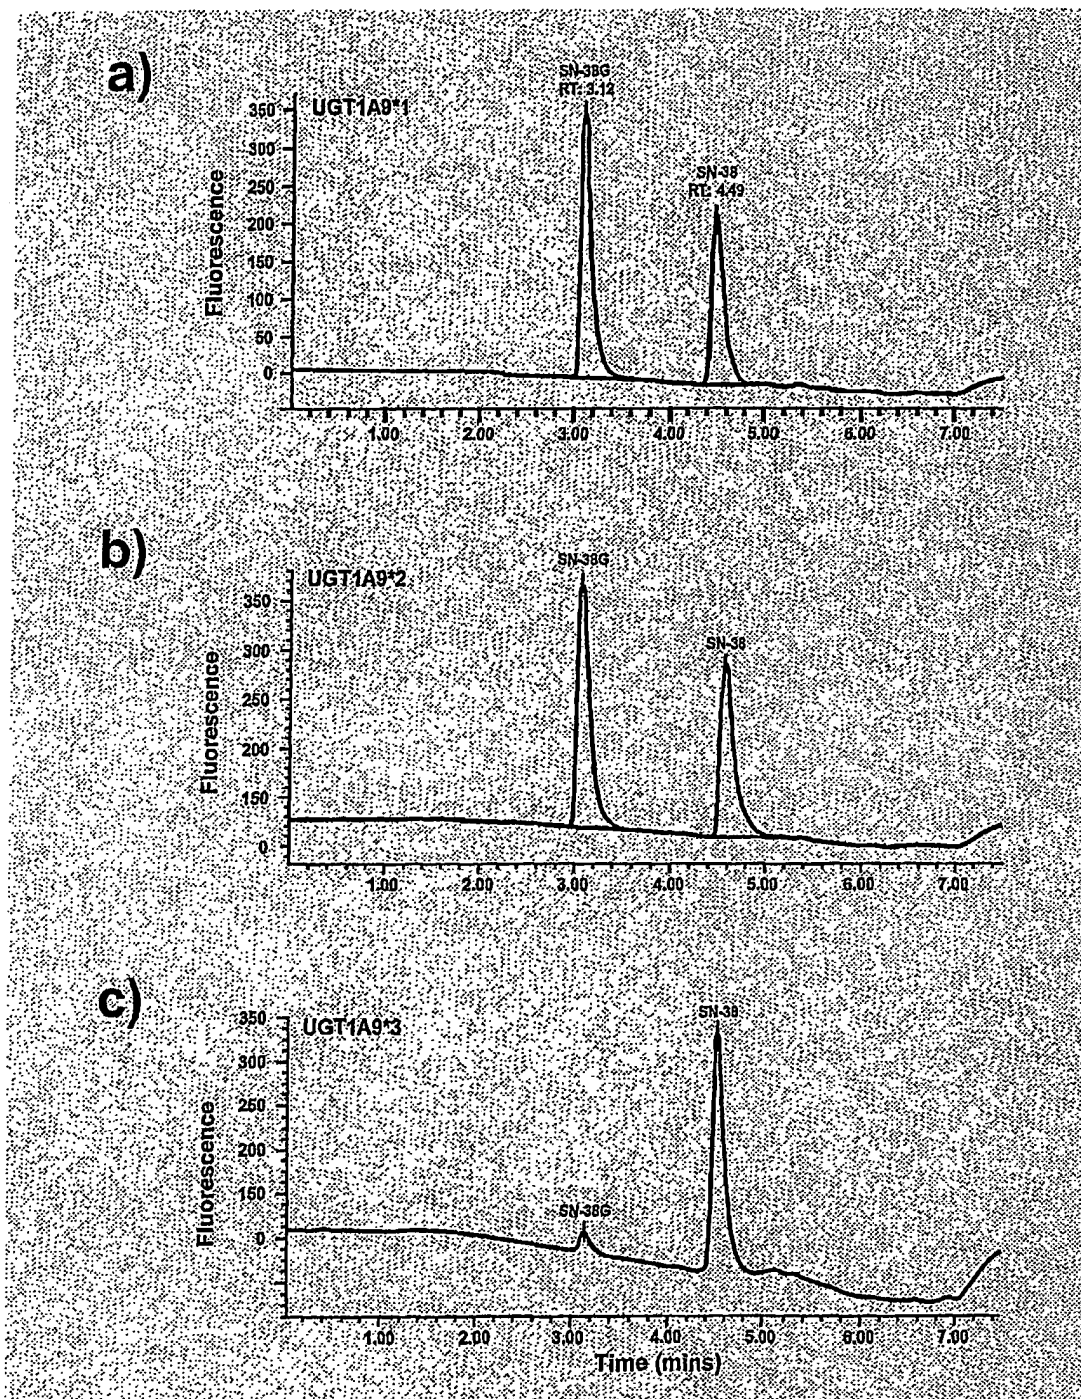 a)
SN-38G
RT: 3.12
UGT1A9*1
SN-38
RT: 4.49
Fluorescence
350
300
250
200
150
100
50
0
1.00 2.00 3.00 4.00 5.00 6.00 7.00
b)
SN-38G
UGT1A9*2
SN-38
Fluorescence
350
300
250
200
150
0
1.00 2.00 3.00 4.00 5.00 6.00 7.00
c)
SN-38
UGT1A9*3
Fluorescence
350
300
250
200
150
0
SN-38G
1.00 2.00 3.00 4.00 5.00 6.00 7.00
Time (mins)